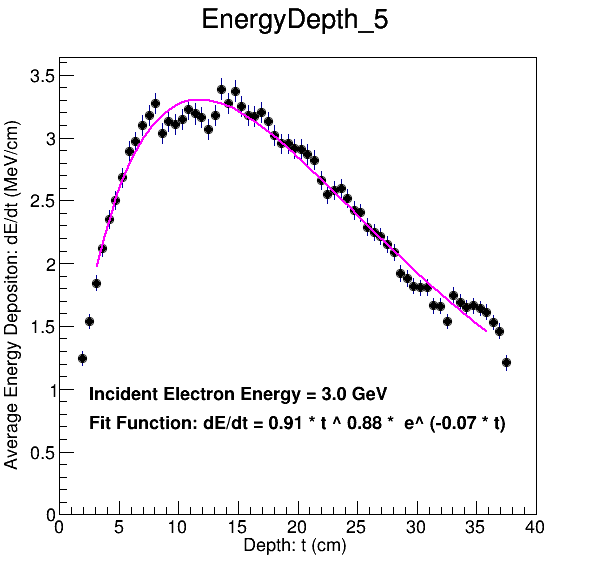 EnergyDepth_5
Average Energy Depositon: dE/dt (MeV/cm)
3.5
3
2.5
2
1.5
1
0.5
0
Incident Electron Energy = 3.0 GeV
Fit Function: dE/dt = 0.91 * t ^ 0.88 * e^ (-0.07 * t)
0 5 10 15 20 25 30 35 40
Depth: t (cm)